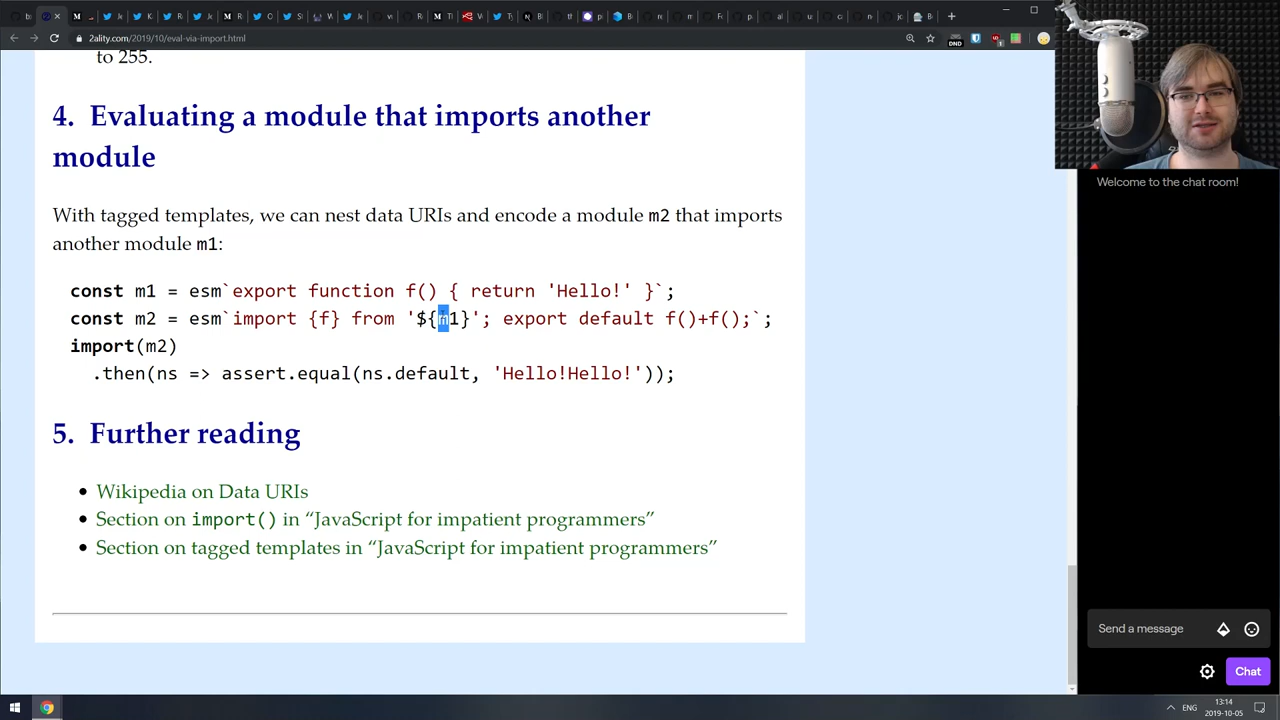 2ality.com/2019/10/eval-via-import.html
DND
to 255.
4. Evaluating a module that imports another
module
With tagged templates, we can nest data URIs and encode a module m2 that imports
another module m1:
const m1 = esm`export function f() { return 'Hello!' }`;
const m2 = esm`import {f} from '${m1}'; export default f()+f();`;
import(m2)
.then(ns => assert.equal(ns.default, 'Hello!Hello!'));
5. Further reading
Wikipedia on Data URIs
Section on import() in “JavaScript for impatient programmers”
Section on tagged templates in “JavaScript for impatient programmers”
Welcome to the chat room!
Send a message
Chat
ENG
13:14
2019-10-05